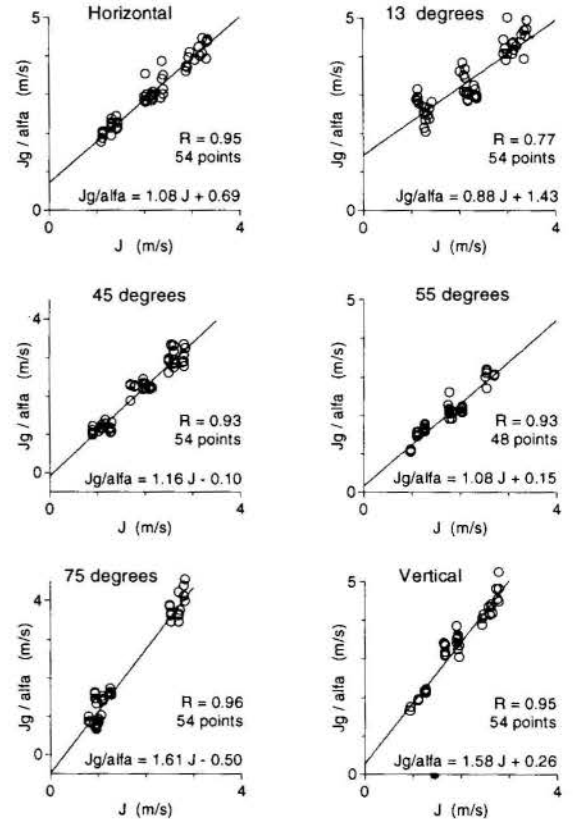 Horizontal
5
Jg / alfa (m/s)
R = 0.95
54 points
Jg/alfa = 1.08 J + 0.69
0
0
4
J (m/s)
13 degrees
5
Jg / alfa (m/s)
R = 0.77
54 points
Jg/alfa = 0.88 J + 1.43
0
0
4
J (m/s)
45 degrees
4
Jg / alfa (m/s)
R = 0.93
54 points
0
Jg/alfa = 1.16 J - 0.10
0
4
J (m/s)
55 degrees
5
Jg / alfa (m/s)
R = 0.93
48 points
Jg/alfa = 1.08 J + 0.15
0
0
4
J (m/s)
75 degrees
4
Jg / alfa (m/s)
R = 0.96
54 points
0
Jg/alfa = 1.61 J - 0.50
0
4
J (m/s)
Vertical
5
Jg / alfa (m/s)
R = 0.95
54 points
Jg/alfa = 1.58 J + 0.26
0
0
4
J (m/s)